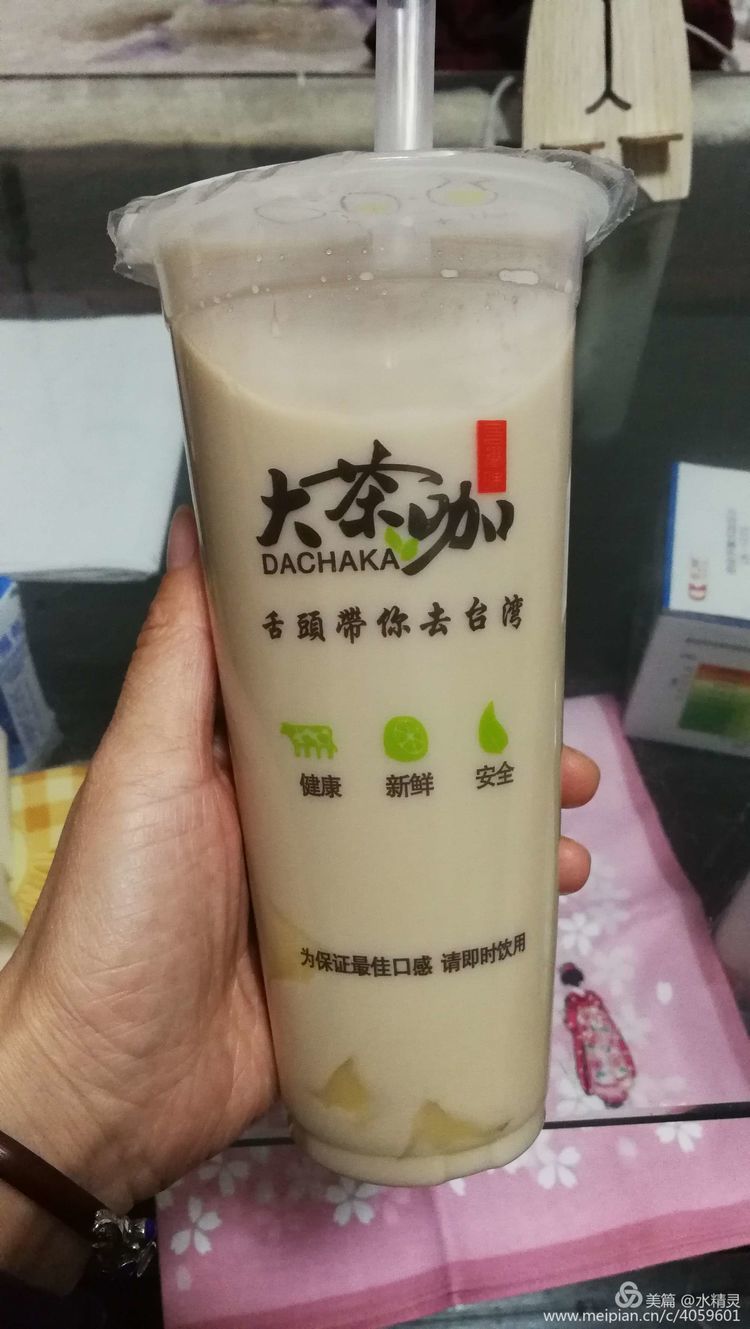 大茶咖
DACHAKA
舌頭帶你去台湾
健康 新鲜 安全
为保证最佳口感 请即时饮用
美篇 @水精灵
www.meipian.cn/c/4059601